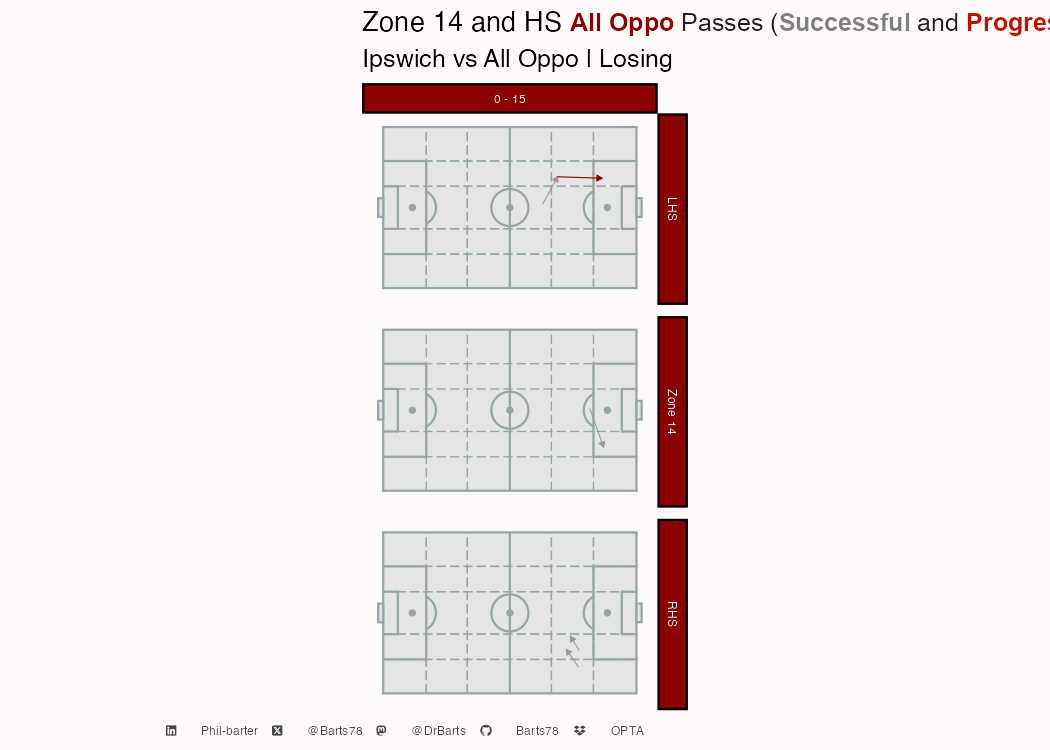 Zone 14 and HS All Oppo Passes (Successful and Progres
Ipswich vs All Oppo | Losing
0 - 15
LHS
Zone 14
RHS
Phil-barter @Barts78 @DrBarts Barts78 OPTA